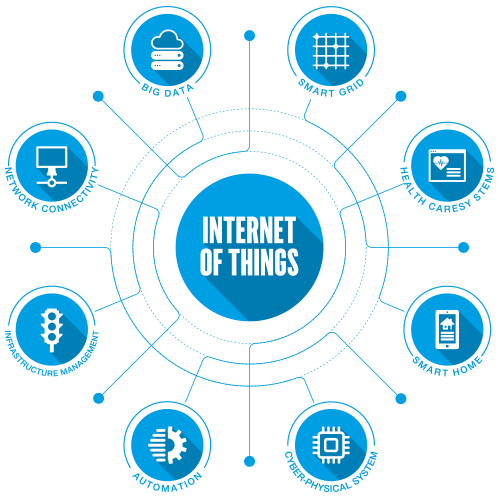 BIG DATA
SMART GRID
NETWORK CONNECTIVITY
HEALTH CARESY STEMS
INTERNET
OF THINGS
INFRASTRUCTURE MANAGEMENT
SMART HOME
AUTOMATION
CYBER-PHYSICAL SYSTEM